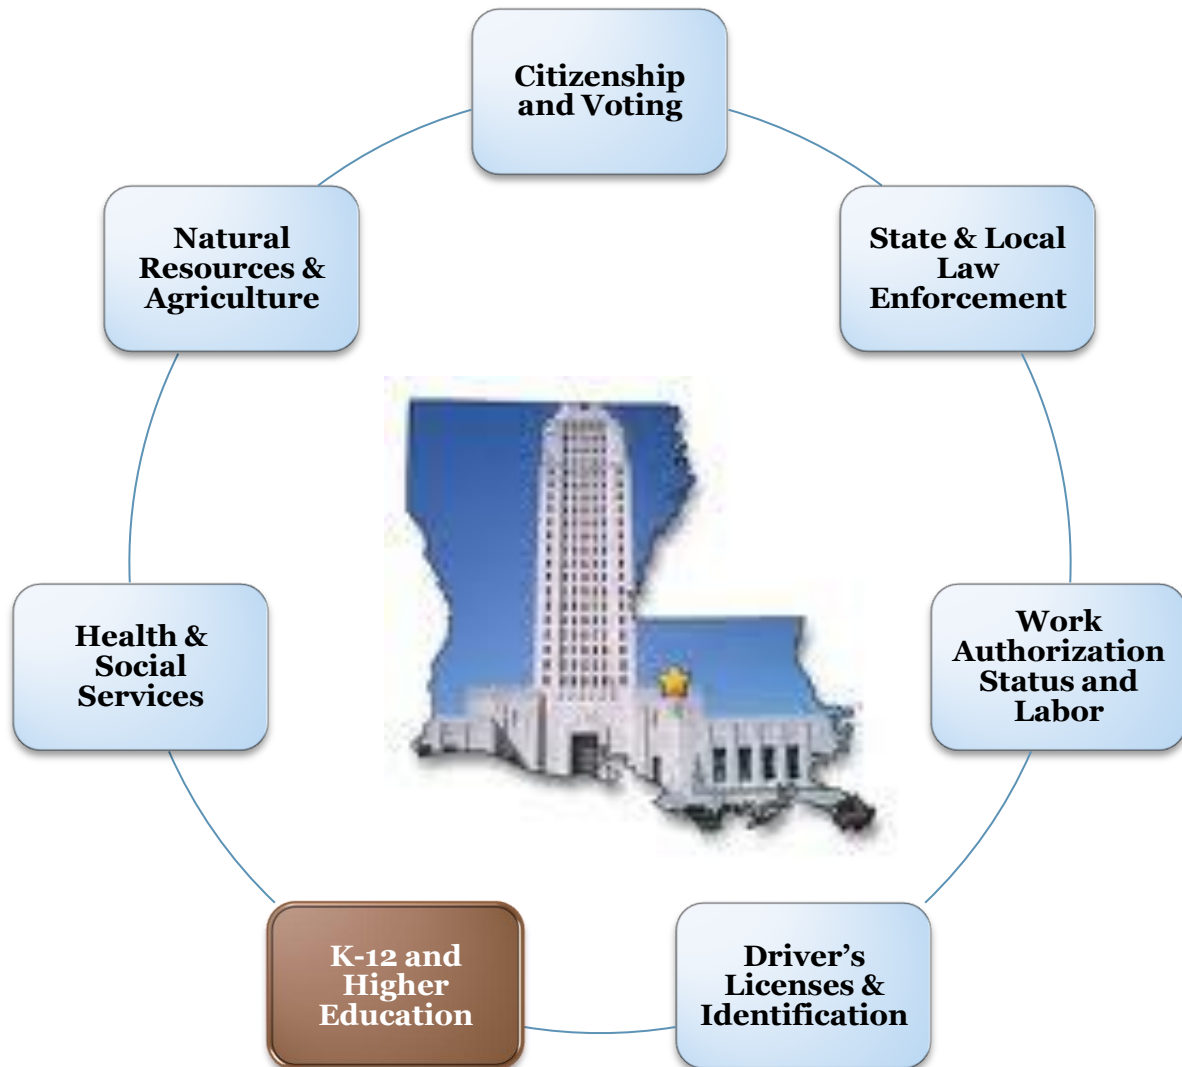 Citizenship
and Voting
State & Local
Law
Enforcement
Work
Authorization
Status and
Labor
Driver’s
Licenses &
Identification
K-12 and
Higher
Education
Health &
Social
Services
Natural
Resources &
Agriculture